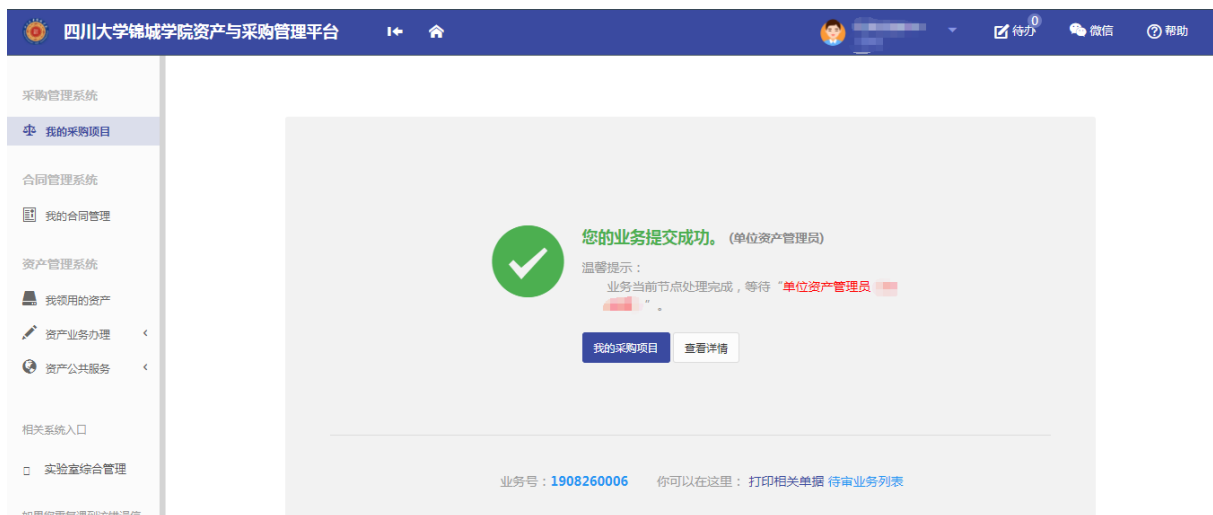 四川大学锦城学院资产与采购管理平台
待办
0
微信
帮助
采购管理系统
我的采购项目
合同管理系统
我的合同管理
资产管理系统
我领用的资产
资产业务办理
资产公共服务
相关系统入口
实验室综合管理
您的业务提交成功。 (单位资产管理员)
温馨提示：
业务当前节点处理完成，等待“单位资产管理员
”。
我的采购项目
查看详情
业务号：1908260006 你可以在这里： 打印相关单据 待审业务列表